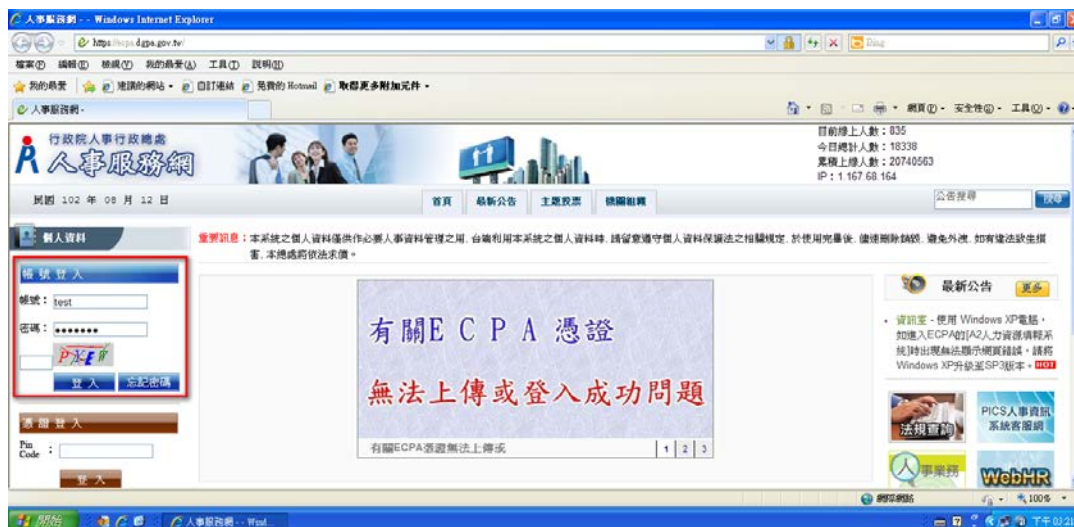 人事服務網 - - Windows Internet Explorer
https://ecpa.dgpa.gov.tw/
Bing
檔案(F) 編輯(E) 檢視(V) 我的最愛(A) 工具(T) 說明(H)
我的最愛 建議的網站 自訂連結 免費的 Hotmail 取得更多附加元件
人事服務網 -
網頁(P) 安全性(S) 工具(O)
行政院人事行政總處
人事服務網
目前線上人數：835
今日總計人數：18338
累積上線人數：20740563
IP：1.167.68.164
民國 102 年 08 月 12 日
首頁 最新公告 主題投票 機關組織
公告搜尋 搜尋
個人資料
重要訊息：本系統之個人資料僅供作必要人事資料管理之用，台端利用本系統之個人資料時，請留意遵守個人資料保護法之相關規定，於使用完畢後，儘速刪除銷毀，避免外洩，如有違法致生損
害，本總處將依法求償。
帳號登入
帳號： test
密碼： •••••••
PXEW
登入 忘記密碼
憑證登入
Pin
Code ：
登入
有關ECPA 憑證
無法上傳或登入成功問題
有關ECPA憑證無法上傳或
1 2 3
最新公告 更多
資訊室 - 使用 Windows XP電腦，
如進入ECPA的[A2人力資源填報系
統]時出現無法顯示網頁錯誤，請將
Windows XP升級至SP3版本。HOT
法規查詢
PICS人事資訊
系統客服網
人事業務
WebHR
網際網路 100%
開始 人事服務網 - - Wind... 下午 03:21